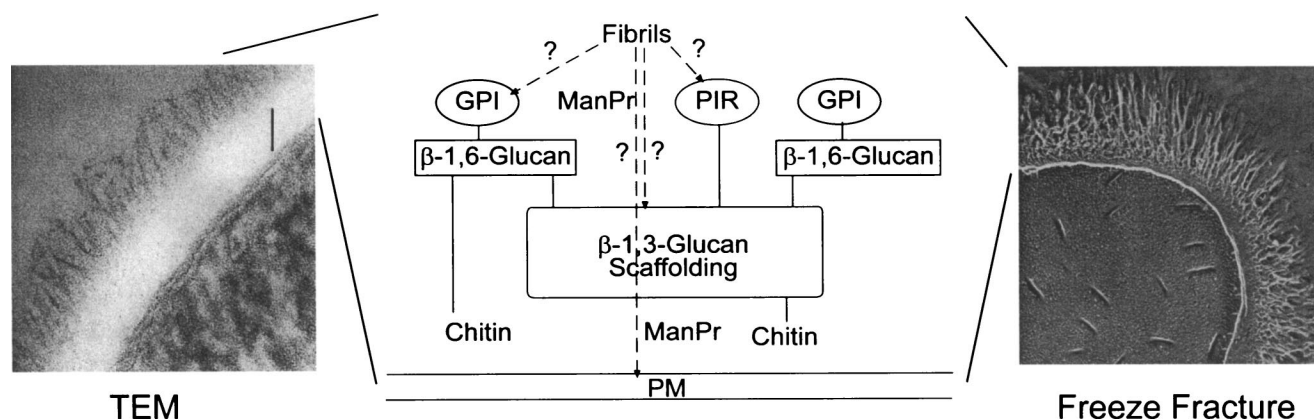 Fibrils
? ?
GPI ManPr PIR GPI
β-1,6-Glucan ? ? β-1,6-Glucan
β-1,3-Glucan
Scaffolding
Chitin ManPr Chitin
PM
TEM Freeze Fracture